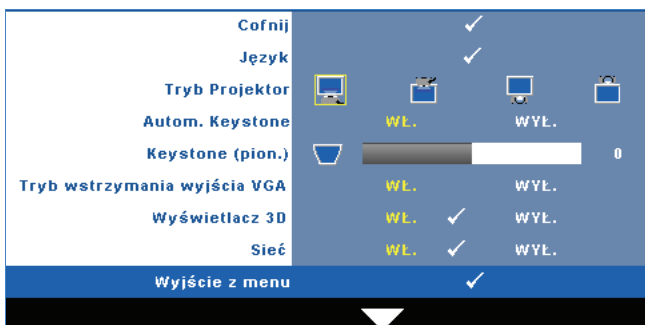 Cofnij
Język
Tryb Projektor
Autom. Keystone WŁ. WYŁ.
Keystone (pion.) 0
Tryb wstrzymania wyjścia VGA WŁ. WYŁ.
Wyświetlacz 3D WŁ. WYŁ.
Sieć WŁ. WYŁ.
Wyjście z menu